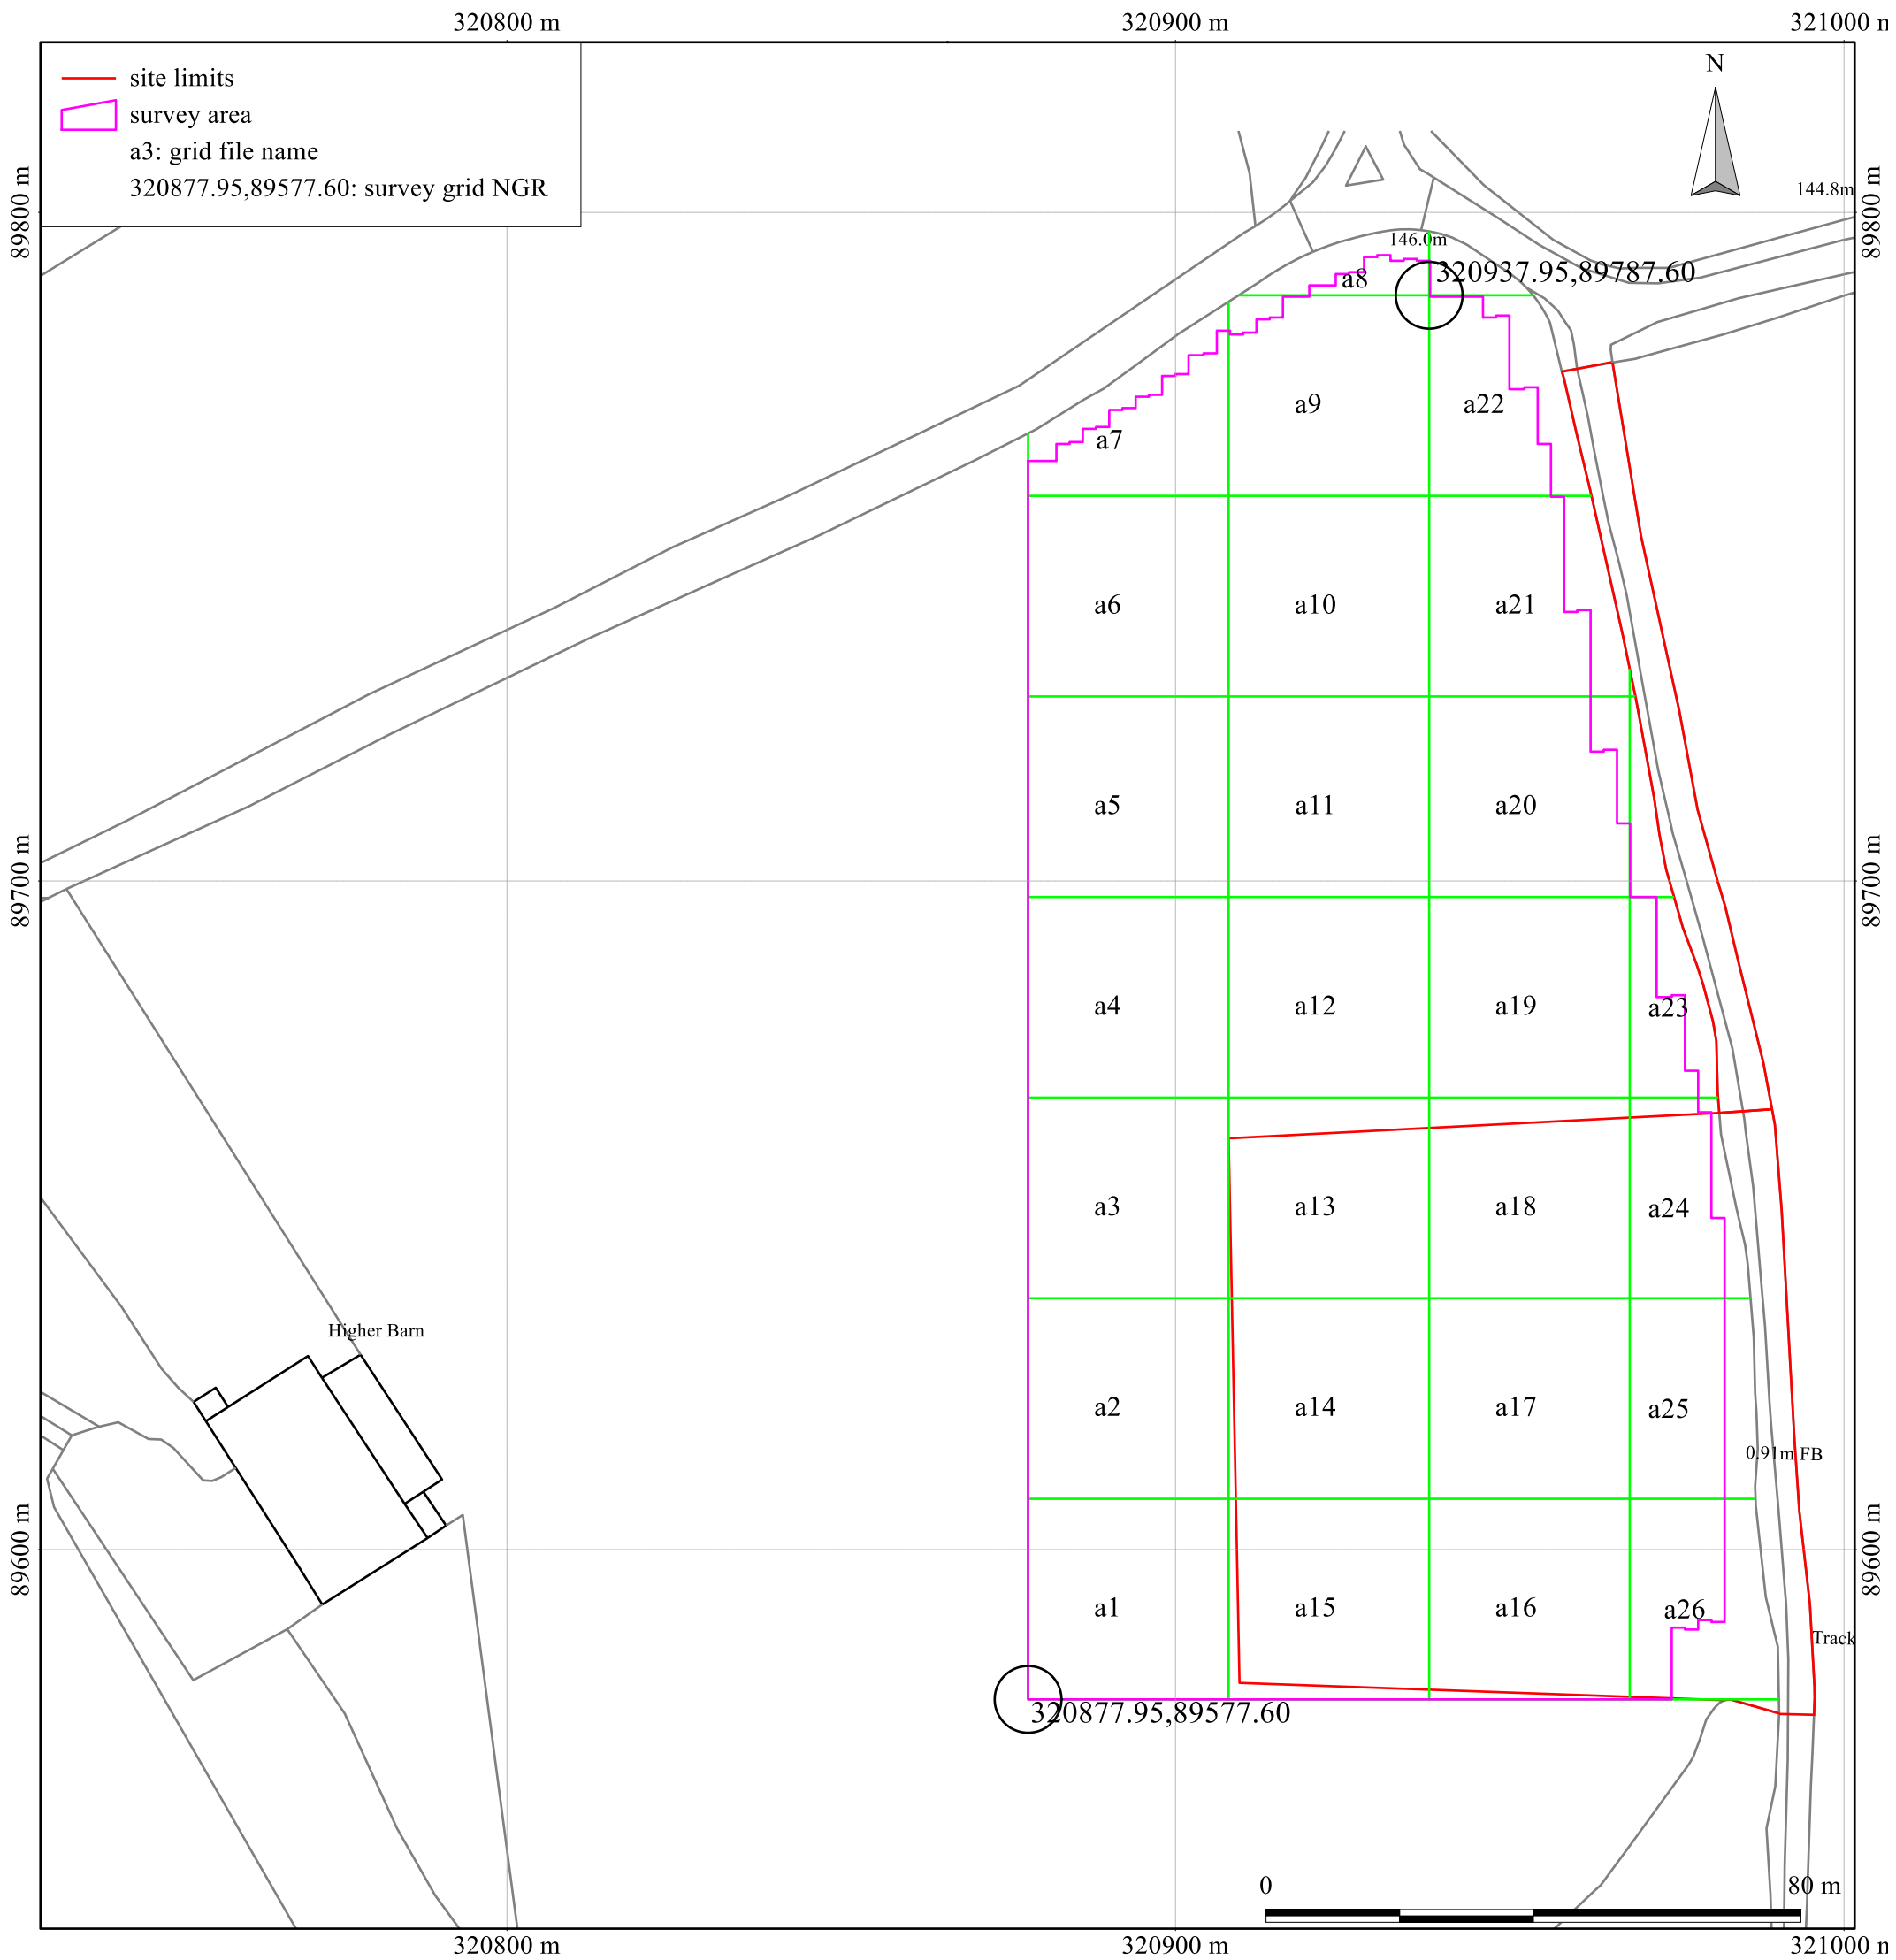 320800 m
320900 m
321000 m
N
site limits
survey area
a3: grid file name
320877.95,89577.60: survey grid NGR
89800 m
144.8m
89800 m
146.0m
a8
320937.95,89787.60
a9
a22
a7
a6
a10
a21
a5
a11
a20
89700 m
89700 m
a4
a12
a19
a23
a3
a13
a18
a24
Higher Barn
a2
a14
a17
a25
0.91m FB
89600 m
89600 m
a1
a15
a16
a26
Track
320877.95,89577.60
0
80 m
320800 m
320900 m
321000 m